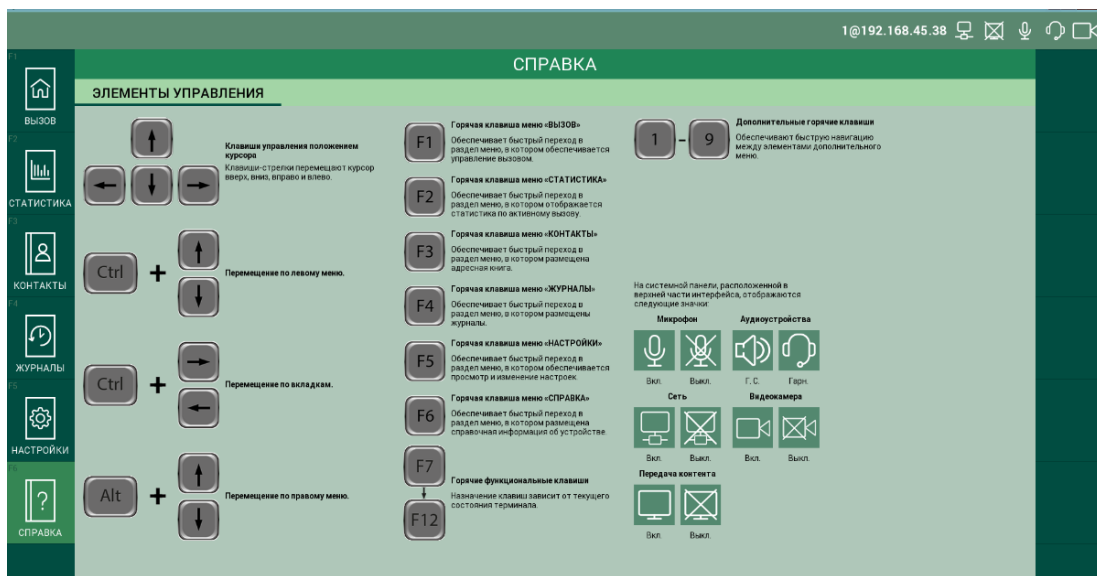 1@192.168.45.38
СПРАВКА
ЭЛЕМЕНТЫ УПРАВЛЕНИЯ
F1
ВЫЗОВ
F2
СТАТИСТИКА
F3
КОНТАКТЫ
F4
ЖУРНАЛЫ
F5
НАСТРОЙКИ
F6
СПРАВКА
Клавиши управления положением
курсора
Клавиши-стрелки перемещают курсор
вверх, вниз, вправо и влево.
Ctrl
+
Перемещение по левому меню.
Ctrl
+
Перемещение по вкладкам.
Alt
+
Перемещение по правому меню.
F1
Горячая клавиша меню «ВЫЗОВ»
Обеспечивает быстрый переход в
раздел меню, в котором обеспечивается
управление вызовом.
F2
Горячая клавиша меню «СТАТИСТИКА»
Обеспечивает быстрый переход в
раздел меню, в котором отображается
статистика по активному вызову.
F3
Горячая клавиша меню «КОНТАКТЫ»
Обеспечивает быстрый переход в
раздел меню, в котором размещена
адресная книга.
F4
Горячая клавиша меню «ЖУРНАЛЫ»
Обеспечивает быстрый переход в
раздел меню, в котором размещены
журналы.
F5
Горячая клавиша меню «НАСТРОЙКИ»
Обеспечивает быстрый переход в
раздел меню, в котором обеспечивается
просмотр и изменение настроек.
F6
Горячая клавиша меню «СПРАВКА»
Обеспечивает быстрый переход в
раздел меню, в котором размещена
справочная информация об устройстве.
F7
F12
Горячие функциональные клавиши
Назначение клавиш зависит от текущего
состояния терминала.
1 - 9
Дополнительные горячие клавиши
Обеспечивают быструю навигацию
между элементами дополнительного
меню.
На системной панели, расположенной в
верхней части интерфейса, отображаются
следующие значки:
Микрофон Аудиоустройства
Вкл. Выкл. Г. С. Гарн.
Сеть Видеокамера
Вкл. Выкл. Вкл. Выкл.
Передача контента
Вкл. Выкл.